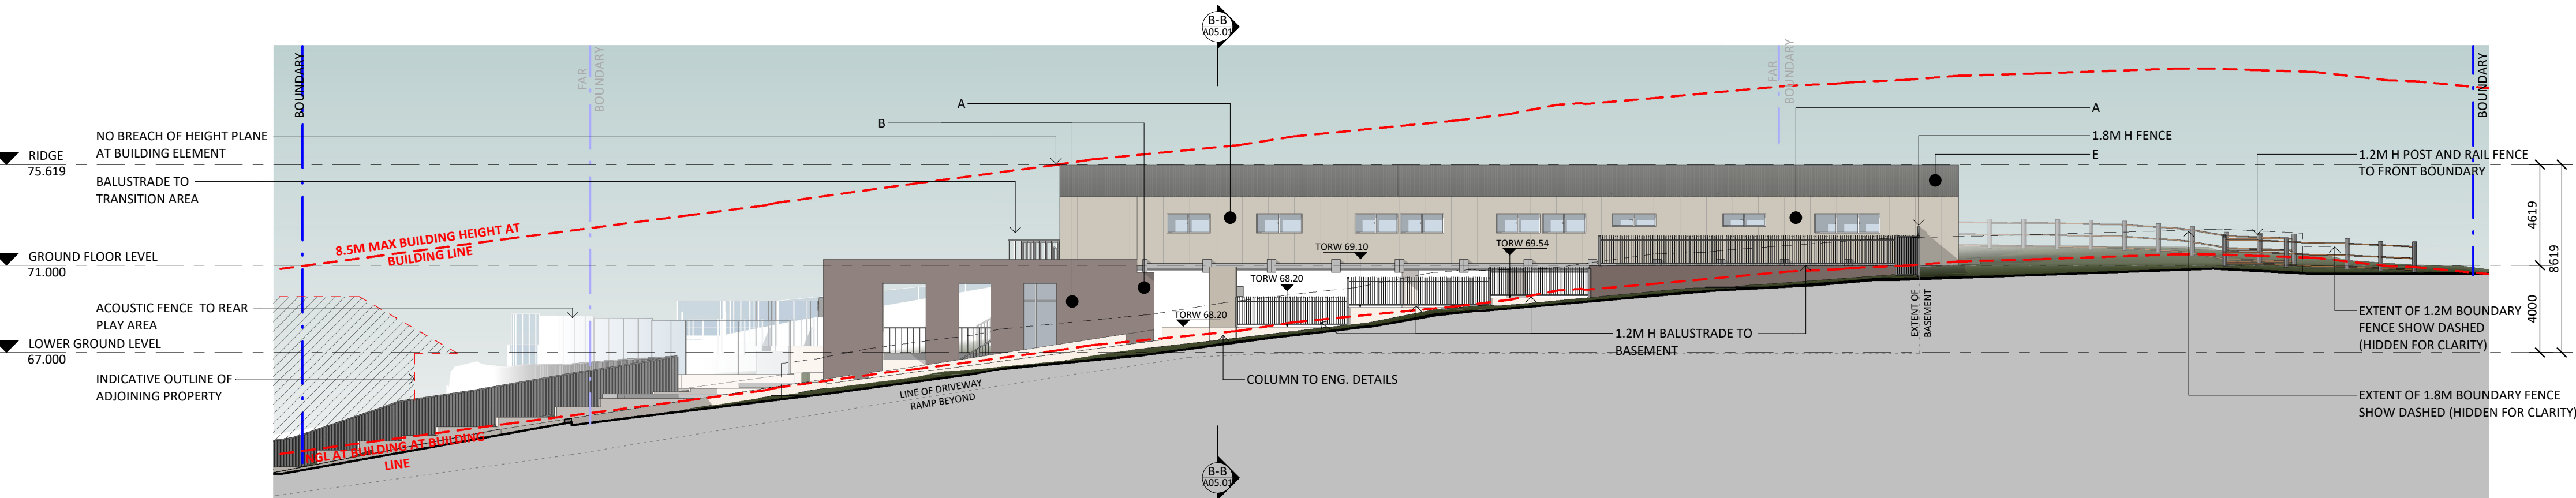 B-B
A05.01
BOUNDARY
FAR
BOUNDARY
FAR
BOUNDARY
BOUNDARY
A
B
A
1.8M H FENCE
E
NO BREACH OF HEIGHT PLANE
AT BUILDING ELEMENT
RIDGE
75.619
BALUSTRADE TO
TRANSITION AREA
1.2M H POST AND RAIL FENCE
TO FRONT BOUNDARY
8.5M MAX BUILDING HEIGHT AT
BUILDING LINE
GROUND FLOOR LEVEL
71.000
TORW 69.10
TORW 69.54
TORW 68.20
TORW 68.20
4619
8619
4000
ACOUSTIC FENCE TO REAR
PLAY AREA
LOWER GROUND LEVEL
67.000
EXTENT OF
BASEMENT
1.2M H BALUSTRADE TO
BASEMENT
EXTENT OF 1.2M BOUNDARY
FENCE SHOW DASHED
(HIDDEN FOR CLARITY)
INDICATIVE OUTLINE OF
ADJOINING PROPERTY
COLUMN TO ENG. DETAILS
LINE OF DRIVEWAY
RAMP BEYOND
EXTENT OF 1.8M BOUNDARY FENCE
SHOW DASHED (HIDDEN FOR CLARITY)
AT BUILDING AT BUILDING
LINE
B-B
A05.01